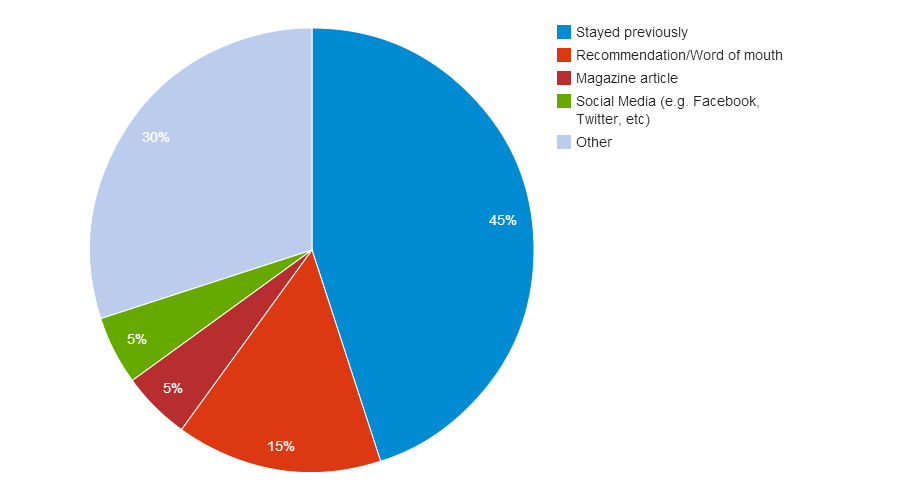 Stayed previously
Recommendation/Word of mouth
Magazine article
Social Media (e.g. Facebook,
Twitter, etc)
Other
30%
45%
5%
5%
15%